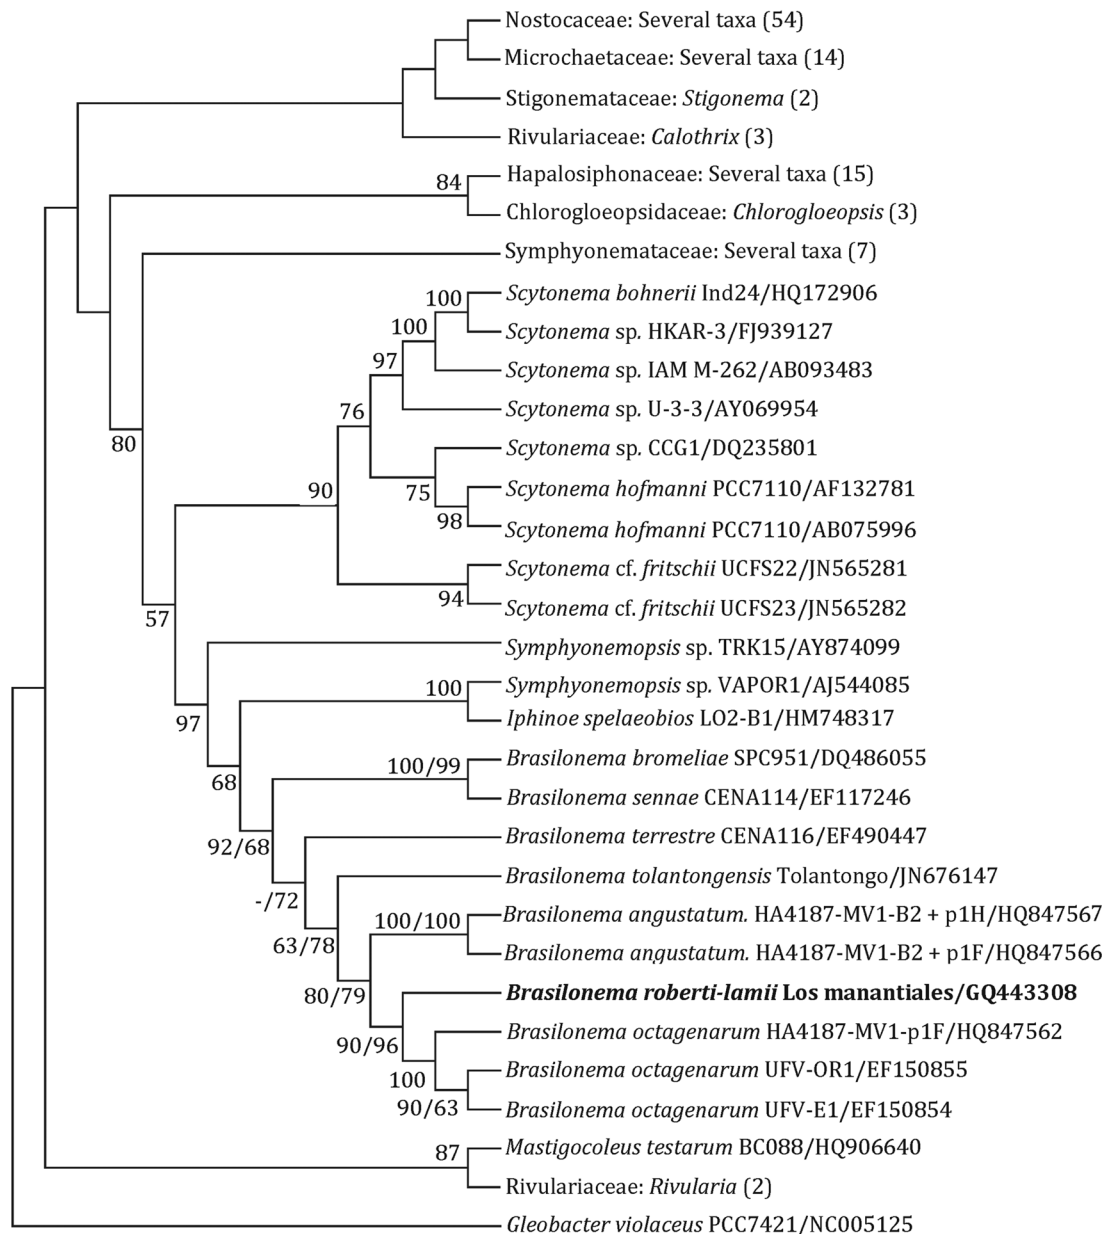 Nostocaceae: Several taxa (54)
Microchaetaceae: Several taxa (14)
Stigonemataceae: Stigonema (2)
Rivulariaceae: Calothrix (3)
84
Hapalosiphonaceae: Several taxa (15)
Chlorogloeopsidaceae: Chlorogloeopsis (3)
Symphyonemataceae: Several taxa (7)
100
Scytonema bohnerii Ind24/HQ172906
100
Scytonema sp. HKAR-3/FJ939127
97
Scytonema sp. IAM M-262/AB093483
76
Scytonema sp. U-3-3/AY069954
80
Scytonema sp. CCG1/DQ235801
90
75
Scytonema hofmanni PCC7110/AF132781
98
Scytonema hofmanni PCC7110/AB075996
Scytonema cf. fritschii UCFS22/JN565281
94
Scytonema cf. fritschii UCFS23/JN565282
57
Symphyonemopsis sp. TRK15/AY874099
100
Symphyonemopsis sp. VAPOR1/AJ544085
97
Iphinoe spelaeobios LO2-B1/HM748317
100/99
Brasilonema bromeliae SPC951/DQ486055
68
Brasilonema sennae CENA114/EF117246
92/68
Brasilonema terrestre CENA116/EF490447
-/72
Brasilonema tolantongensis Tolantongo/JN676147
100/100
Brasilonema angustatum. HA4187-MV1-B2 + p1H/HQ847567
63/78
Brasilonema angustatum. HA4187-MV1-B2 + p1F/HQ847566
80/79
Brasilonema roberti-lamii Los manantiales/GQ443308
90/96
Brasilonema octagenarum HA4187-MV1-p1F/HQ847562
100
Brasilonema octagenarum UFV-OR1/EF150855
90/63
Brasilonema octagenarum UFV-E1/EF150854
87
Mastigocoleus testarum BC088/HQ906640
Rivulariaceae: Rivularia (2)
Gleobacter violaceus PCC7421/NC005125